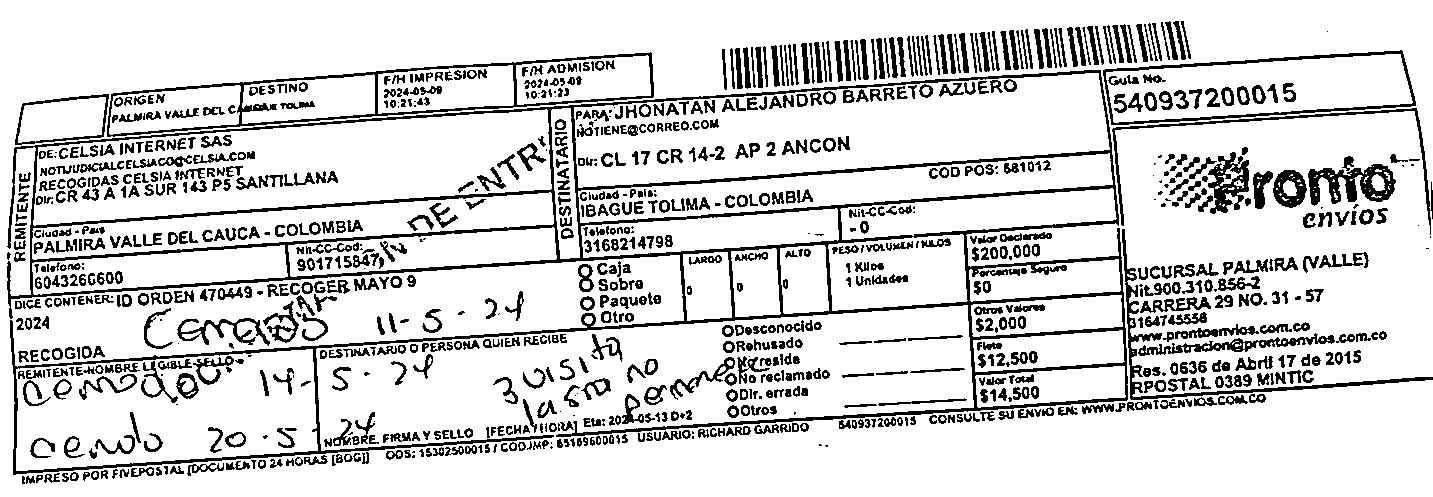 ORIGEN
PALMIRA VALLE DEL CA
DESTINO
TOLIMA
F/H IMPRESION
2024-05-09
10:21:43
F/H ADMISION
2024-05-09
10:21:23
Guia No.
540937200015
REMITENTE
DE: CELSIA INTERNET SAS
NOTIJUDICIALCELSIACO@CELSIA.COM
RECOGIDAS CELSIA INTERNET
Dir: CR 43 A 1A SUR 143 P5 SANTILLANA
Ciudad - Pais
PALMIRA VALLE DEL CAUCA - COLOMBIA
Telefono:
6043266600
Nit-CC-Cod:
901715847
DE ENTR
DESTINATARIO
PARA: JHONATAN ALEJANDRO BARRETO AZUERO
NOTIENE@CORREO.COM
Dir: CL 17 CR 14-2 AP 2 ANCON
COD POS: 681012
Ciudad - Pais:
IBAGUE TOLIMA - COLOMBIA
Telefono:
3168214798
Nit-CC-Cod:
- 0
DICE CONTENER: ID ORDEN 470449 - RECOGER MAYO 9
2024
RECOGIDA
Cerrado 11-5-24
Caja
Sobre
Paquete
Otro
LARGO
0
ANCHO
0
ALTO
0
PESO / VOLUMEN / KILOS
1 Kilos
1 Unidades
Valor Declarado
$200,000
Porcentaje Seguro
$0
Otros Valores
$2,000
Flete
$12,500
Valor Total
$14,500
REMITENTE-NOMBRE LEGIBLE-SELLO
14-5-24
20-5-24
DESTINATARIO O PERSONA QUIEN RECIBE
3 visita
no
NOMBRE, FIRMA Y SELLO [FECHA / HORA] Eta: 2024-05-13 D+2
Desconocido
Rehusado
No reside
No reclamado
Dir. errada
Otros
Pronto
envíos
SUCURSAL PALMIRA (VALLE)
Nit.900.310.856-2
CARRERA 29 NO. 31 - 57
3164745558
www.prontoenvios.com.co
administracion@prontoenvios.com.co
Res. 0636 de Abril 17 de 2015
RPOSTAL 0389 MINTIC
IMPRESO POR FIVEPOSTAL [DOCUMENTO 24 HORAS [BOG]] ODS: 15302500015 / COD.IMP: 65169600015 USUARIO: RICHARD GARRIDO 540937200015 CONSULTE SU ENVIO EN: WWW.PRONTOENVIOS.COM.CO